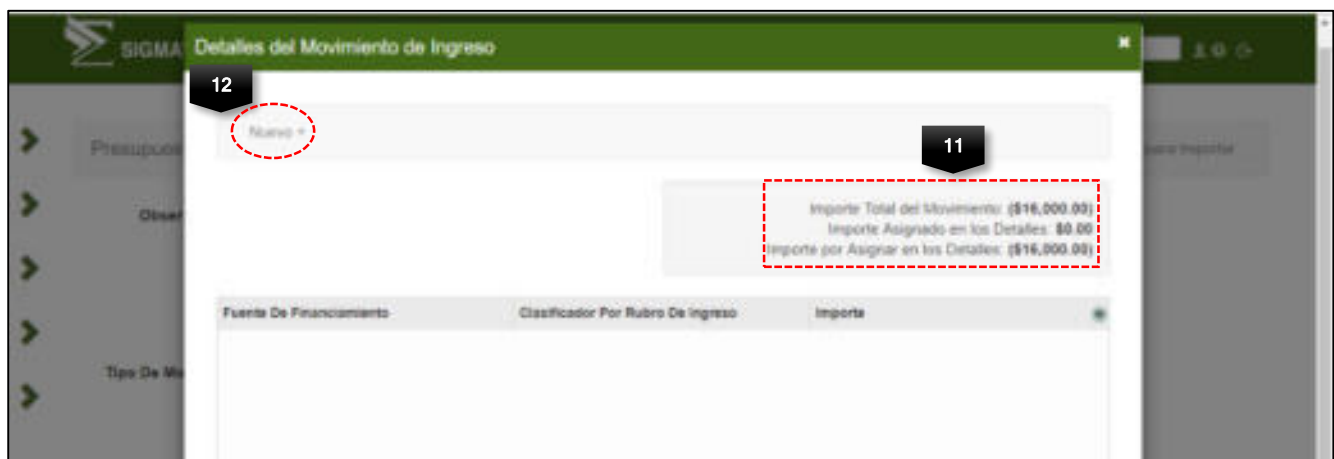 SIGMA
Detalles del Movimiento de Ingreso
12
Nuevo +
11
para Importar
Importe Total del Movimiento: ($16,000.00)
Importe Asignado en los Detalles: $0.00
Importe por Asignar en los Detalles: ($16,000.00)
Fuente De Financiamiento Clasificador Por Rubro De Ingreso Importe
Tipo De